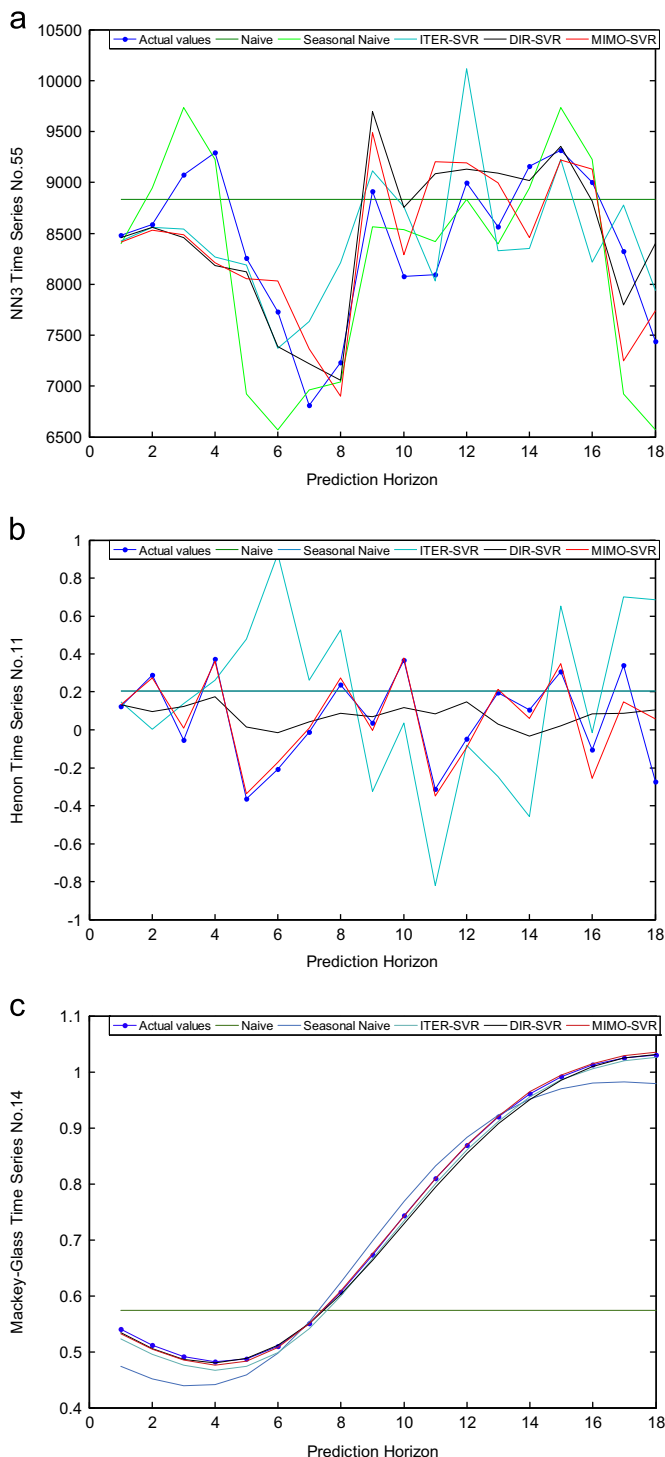 a
Actual values Naive Seasonal Naive ITER-SVR DIR-SVR MIMO-SVR
10500
10000
9500
9000
8500
8000
7500
7000
6500
NN3 Time Series No.55
0 2 4 6 8 10 12 14 16 18
Prediction Horizon
b
Actual values Naive Seasonal Naive ITER-SVR DIR-SVR MIMO-SVR
1
0.8
0.6
0.4
0.2
0
-0.2
-0.4
-0.6
-0.8
-1
Henon Time Series No.11
0 2 4 6 8 10 12 14 16 18
Prediction Horizon
c
Actual values Naive Seasonal Naive ITER-SVR DIR-SVR MIMO-SVR
1.1
1
0.9
0.8
0.7
0.6
0.5
0.4
Mackey-Glass Time Series No.14
0 2 4 6 8 10 12 14 16 18
Prediction Horizon